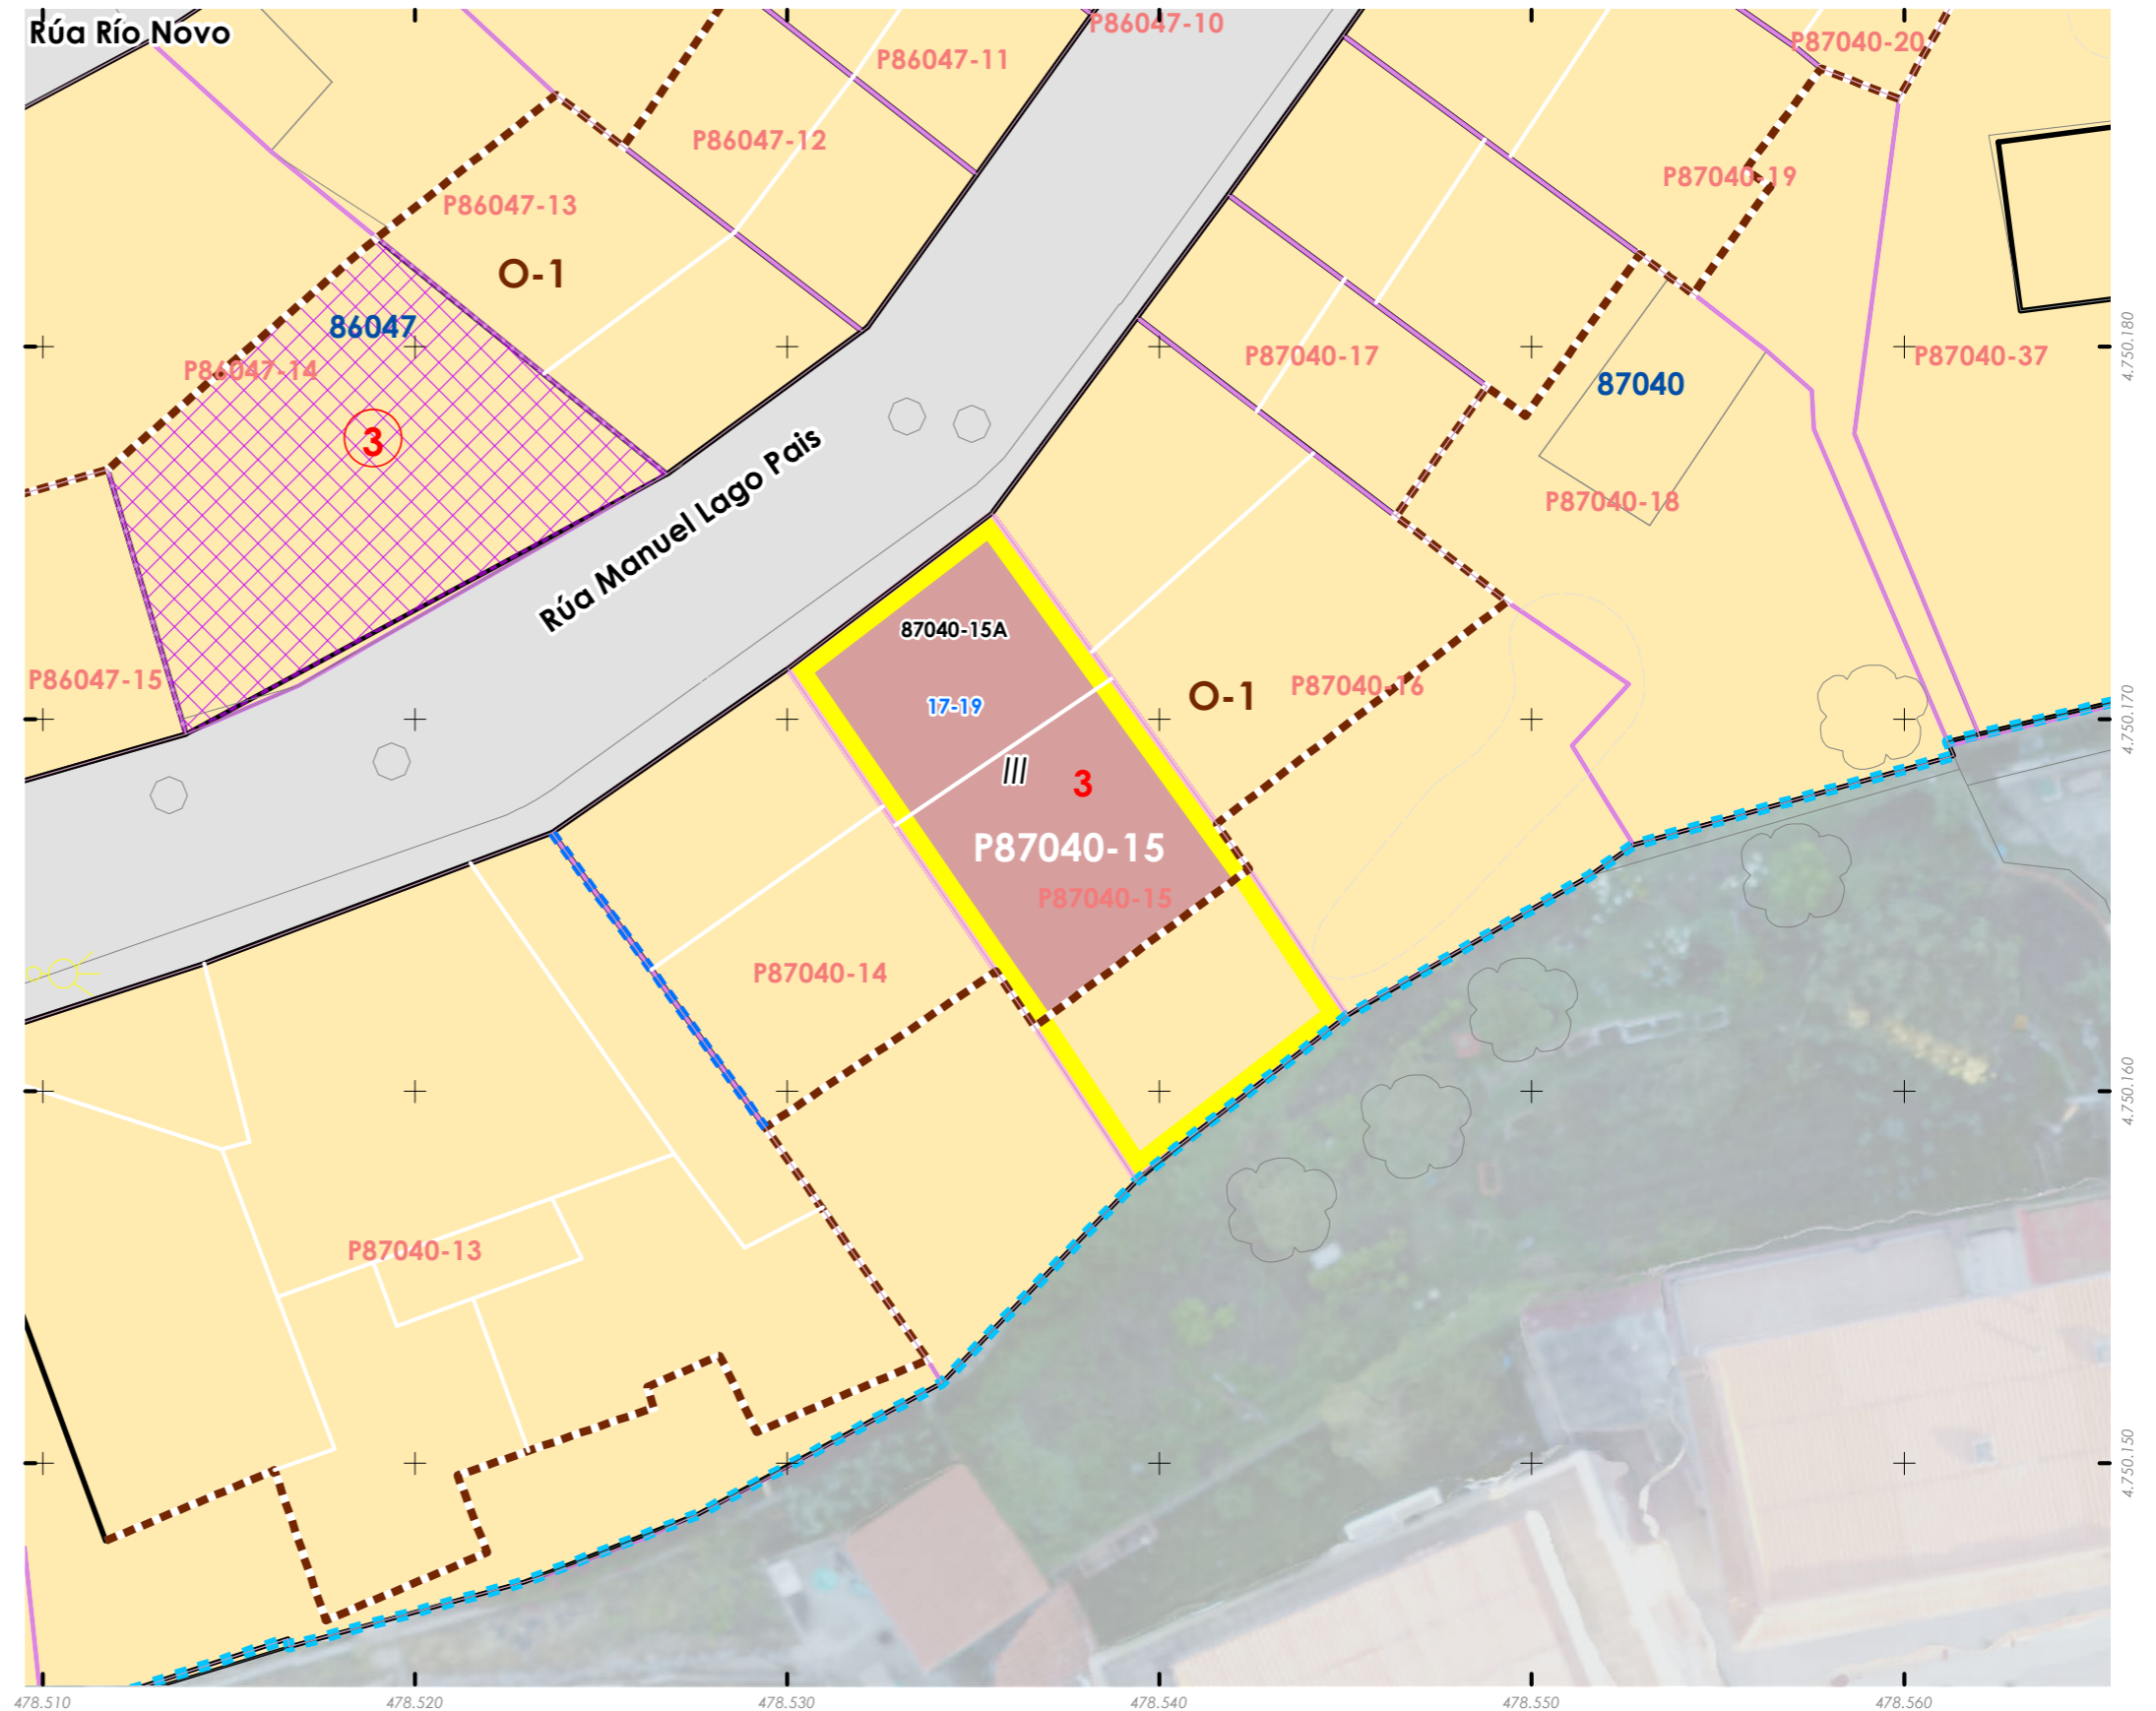 Rúa Río Novo
P86047-10
P86047-11
P87040-20
P86047-12
P87040-19
P86047-13
O-1
86047
P86047-14
3
P87040-17
87040
P87040-37
4.750.180
Rúa Manuel Lago Pais
P87040-18
87040-15A
P86047-15
17-19
O-1
P87040-16
4.750.170
III
3
P87040-15
P87040-15
P87040-14
4.750.160
P87040-13
4.750.150
478.510
478.520
478.530
478.540
478.550
478.560